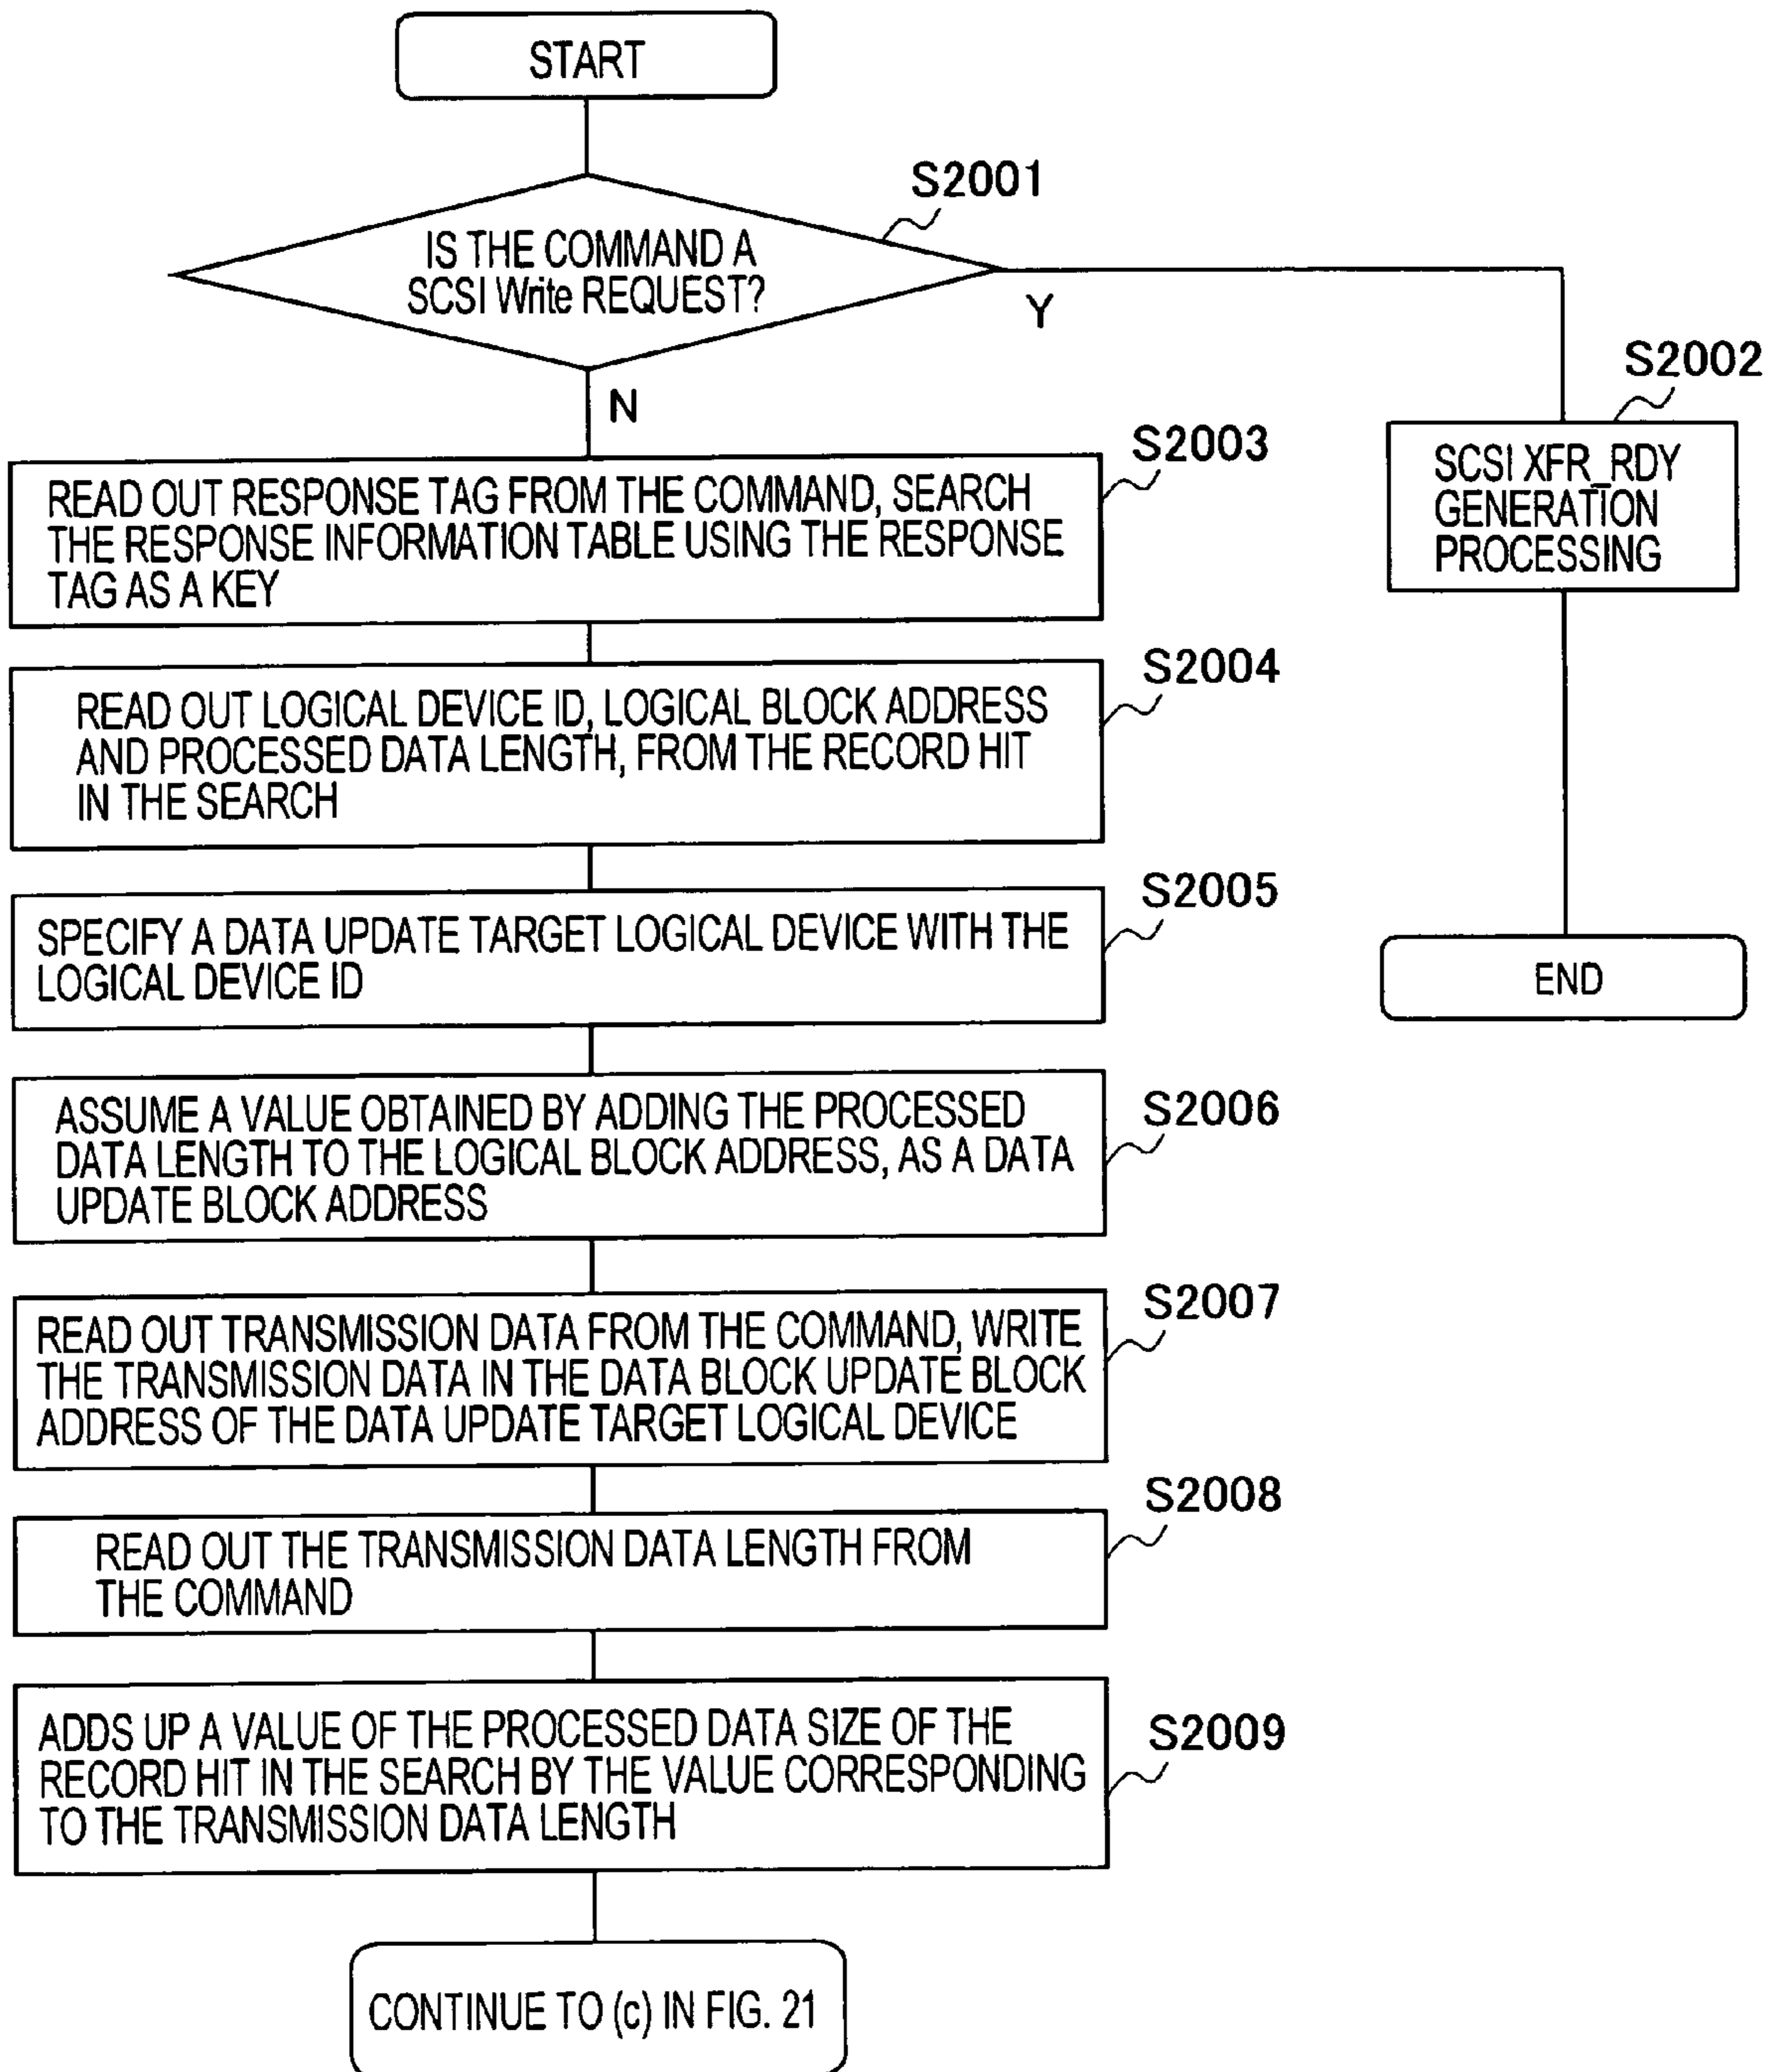 START
S2001
IS THE COMMAND A
SCSI Write REQUEST?
Y
N
S2002
SCSI XFR_RDY
GENERATION
PROCESSING
END
S2003
READ OUT RESPONSE TAG FROM THE COMMAND, SEARCH
THE RESPONSE INFORMATION TABLE USING THE RESPONSE
TAG AS A KEY
S2004
READ OUT LOGICAL DEVICE ID, LOGICAL BLOCK ADDRESS
AND PROCESSED DATA LENGTH, FROM THE RECORD HIT
IN THE SEARCH
S2005
SPECIFY A DATA UPDATE TARGET LOGICAL DEVICE WITH THE
LOGICAL DEVICE ID
S2006
ASSUME A VALUE OBTAINED BY ADDING THE PROCESSED
DATA LENGTH TO THE LOGICAL BLOCK ADDRESS, AS A DATA
UPDATE BLOCK ADDRESS
S2007
READ OUT TRANSMISSION DATA FROM THE COMMAND, WRITE
THE TRANSMISSION DATA IN THE DATA BLOCK UPDATE BLOCK
ADDRESS OF THE DATA UPDATE TARGET LOGICAL DEVICE
S2008
READ OUT THE TRANSMISSION DATA LENGTH FROM
THE COMMAND
S2009
ADDS UP A VALUE OF THE PROCESSED DATA SIZE OF THE
RECORD HIT IN THE SEARCH BY THE VALUE CORRESPONDING
TO THE TRANSMISSION DATA LENGTH
CONTINUE TO (c) IN FIG. 21